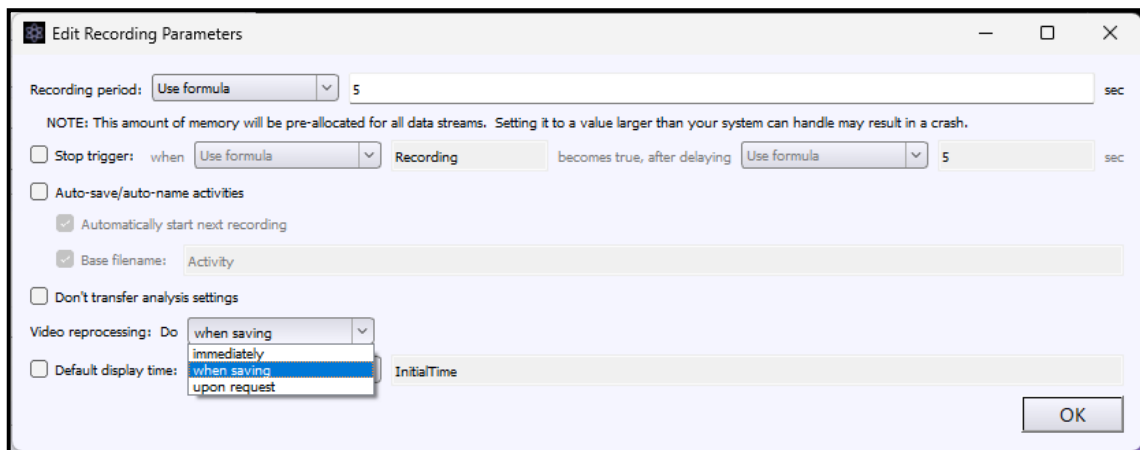 Edit Recording Parameters
Recording period: Use formula 5 sec
NOTE: This amount of memory will be pre-allocated for all data streams. Setting it to a value larger than your system can handle may result in a crash.
Stop trigger: when Use formula Recording becomes true, after delaying Use formula 5 sec
Auto-save/auto-name activities
Automatically start next recording
Base filename: Activity
Don't transfer analysis settings
Video reprocessing: Do when saving
immediately
Default display time: when saving InitialTime
upon request
OK